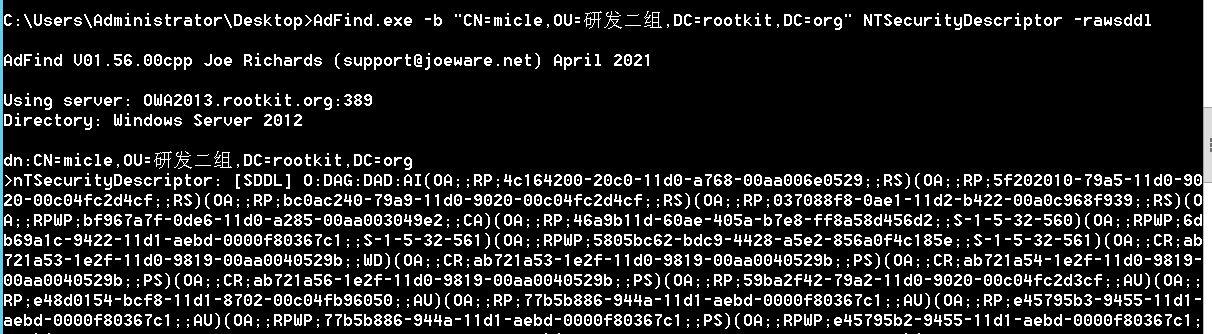 C:\Users\Administrator\Desktop>AdFind.exe -b "CN=micle,OU=研发二组,DC=rootkit,DC=org" NTSecurityDescriptor -rawsddl
AdFind V01.56.00cpp Joe Richards (support@joeware.net) April 2021
Using server: OWA2013.rootkit.org:389
Directory: Windows Server 2012
dn:CN=micle,OU=研发二组,DC=rootkit,DC=org
>nTSecurityDescriptor: [SDDL] O:DAG:DAD:AI(OA;;RP;4c164200-20c0-11d0-a768-00aa006e0529;;RS)(OA;;RP;5f202010-79a5-11d0-90
20-00c04fc2d4cf;;RS)(OA;;RP;bc0ac240-79a9-11d0-9020-00c04fc2d4cf;;RS)(OA;;RP;037088f8-0ae1-11d2-b422-00a0c968f939;;RS)(O
A;;RPWP;bf967a7f-0de6-11d0-a285-00aa003049e2;;CA)(OA;;RP;46a9b11d-60ae-405a-b7e8-ff8a58d456d2;;S-1-5-32-560)(OA;;RPWP;6d
b69a1c-9422-11d1-aebd-0000f80367c1;;S-1-5-32-561)(OA;;RPWP;5805bc62-bdc9-4428-a5e2-856a0f4c185e;;S-1-5-32-561)(OA;;CR;ab
721a53-1e2f-11d0-9819-00aa0040529b;;WD)(OA;;CR;ab721a53-1e2f-11d0-9819-00aa0040529b;;PS)(OA;;CR;ab721a54-1e2f-11d0-9819-
00aa0040529b;;PS)(OA;;CR;ab721a56-1e2f-11d0-9819-00aa0040529b;;PS)(OA;;RP;59ba2f42-79a2-11d0-9020-00c04fc2d3cf;;AU)(OA;;
RP;e48d0154-bcf8-11d1-8702-00c04fb96050;;AU)(OA;;RP;77b5b886-944a-11d1-aebd-0000f80367c1;;AU)(OA;;RP;e45795b3-9455-11d1-
aebd-0000f80367c1;;AU)(OA;;RPWP;77b5b886-944a-11d1-aebd-0000f80367c1;;PS)(OA;;RPWP;e45795b2-9455-11d1-aebd-0000f80367c1;